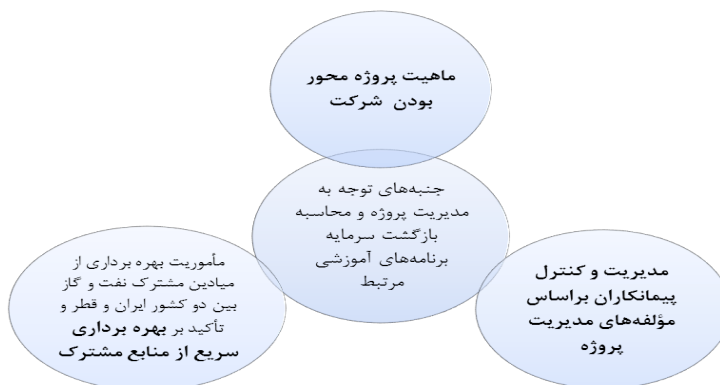 ماهیت پروژه محور
بودن شرکت
جنبه‌های توجه به
مدیریت پروژه و محاسبه
بازگشت سرمایه
برنامه‌های آموزشی
مرتبط
مدیریت و کنترل
پیمانکاران براساس
مؤلفه‌های مدیریت
پروژه
مأموریت بهره برداری از
میادین مشترک نفت و گاز
بین دو کشور ایران و قطر و
تأکید بر بهره برداری
سریع از منابع مشترک